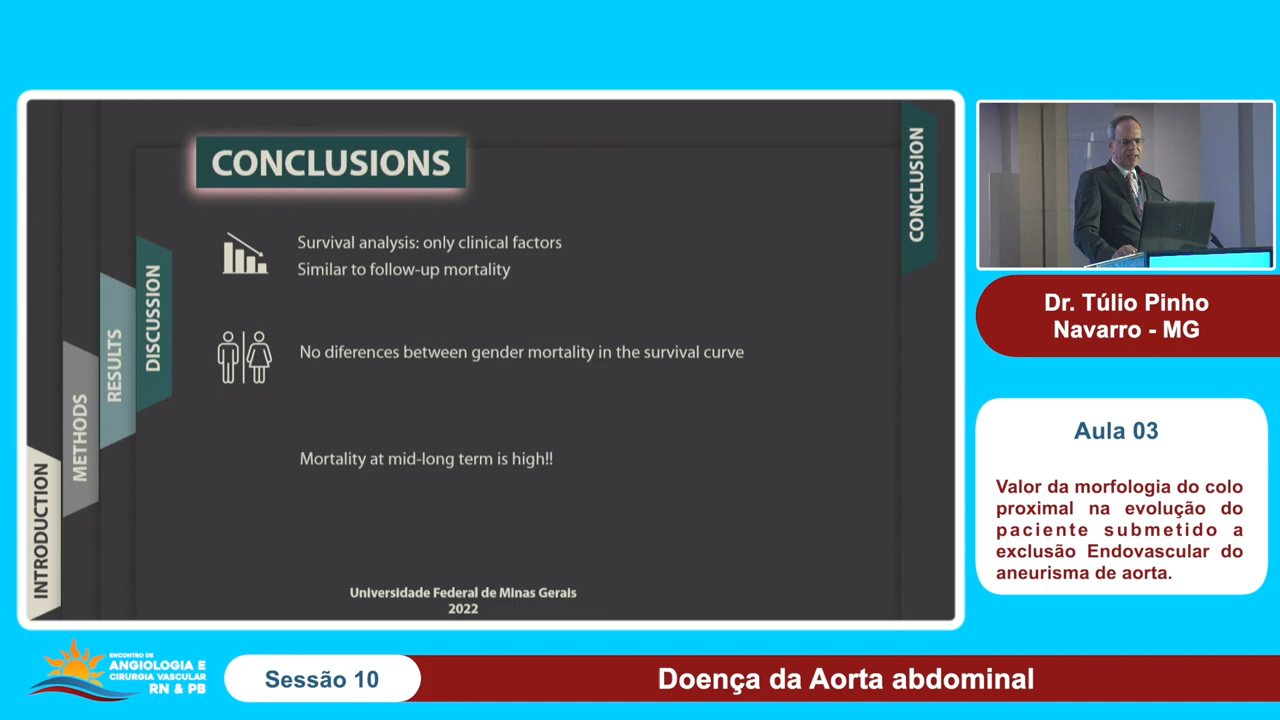 CONCLUSIONS
Survival analysis: only clinical factors
Similar to follow-up mortality
No diferences between gender mortality in the survival curve
Mortality at mid-long term is high!!
Universidade Federal de Minas Gerais
2022
INTRODUCTION
METHODS
RESULTS
DISCUSSION
CONCLUSION
Dr. Túlio Pinho
Navarro - MG
Aula 03
Valor da morfologia do colo
proximal na evolução do
paciente submetido a
exclusão Endovascular do
aneurisma de aorta.
ENCONTRO DE
ANGIOLOGIA E
CIRURGIA VASCULAR
RN & PB
Sessão 10
Doença da Aorta abdominal